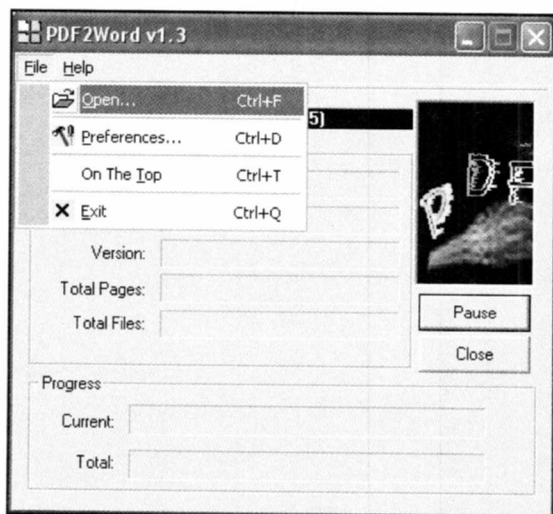 PDF2Word v1.3
File Help
Open... Ctrl+F
5)
Preferences... Ctrl+D
On The Top Ctrl+T
Exit Ctrl+Q
PDF
Version:
Total Pages:
Total Files:
Pause
Close
Progress
Current:
Total: